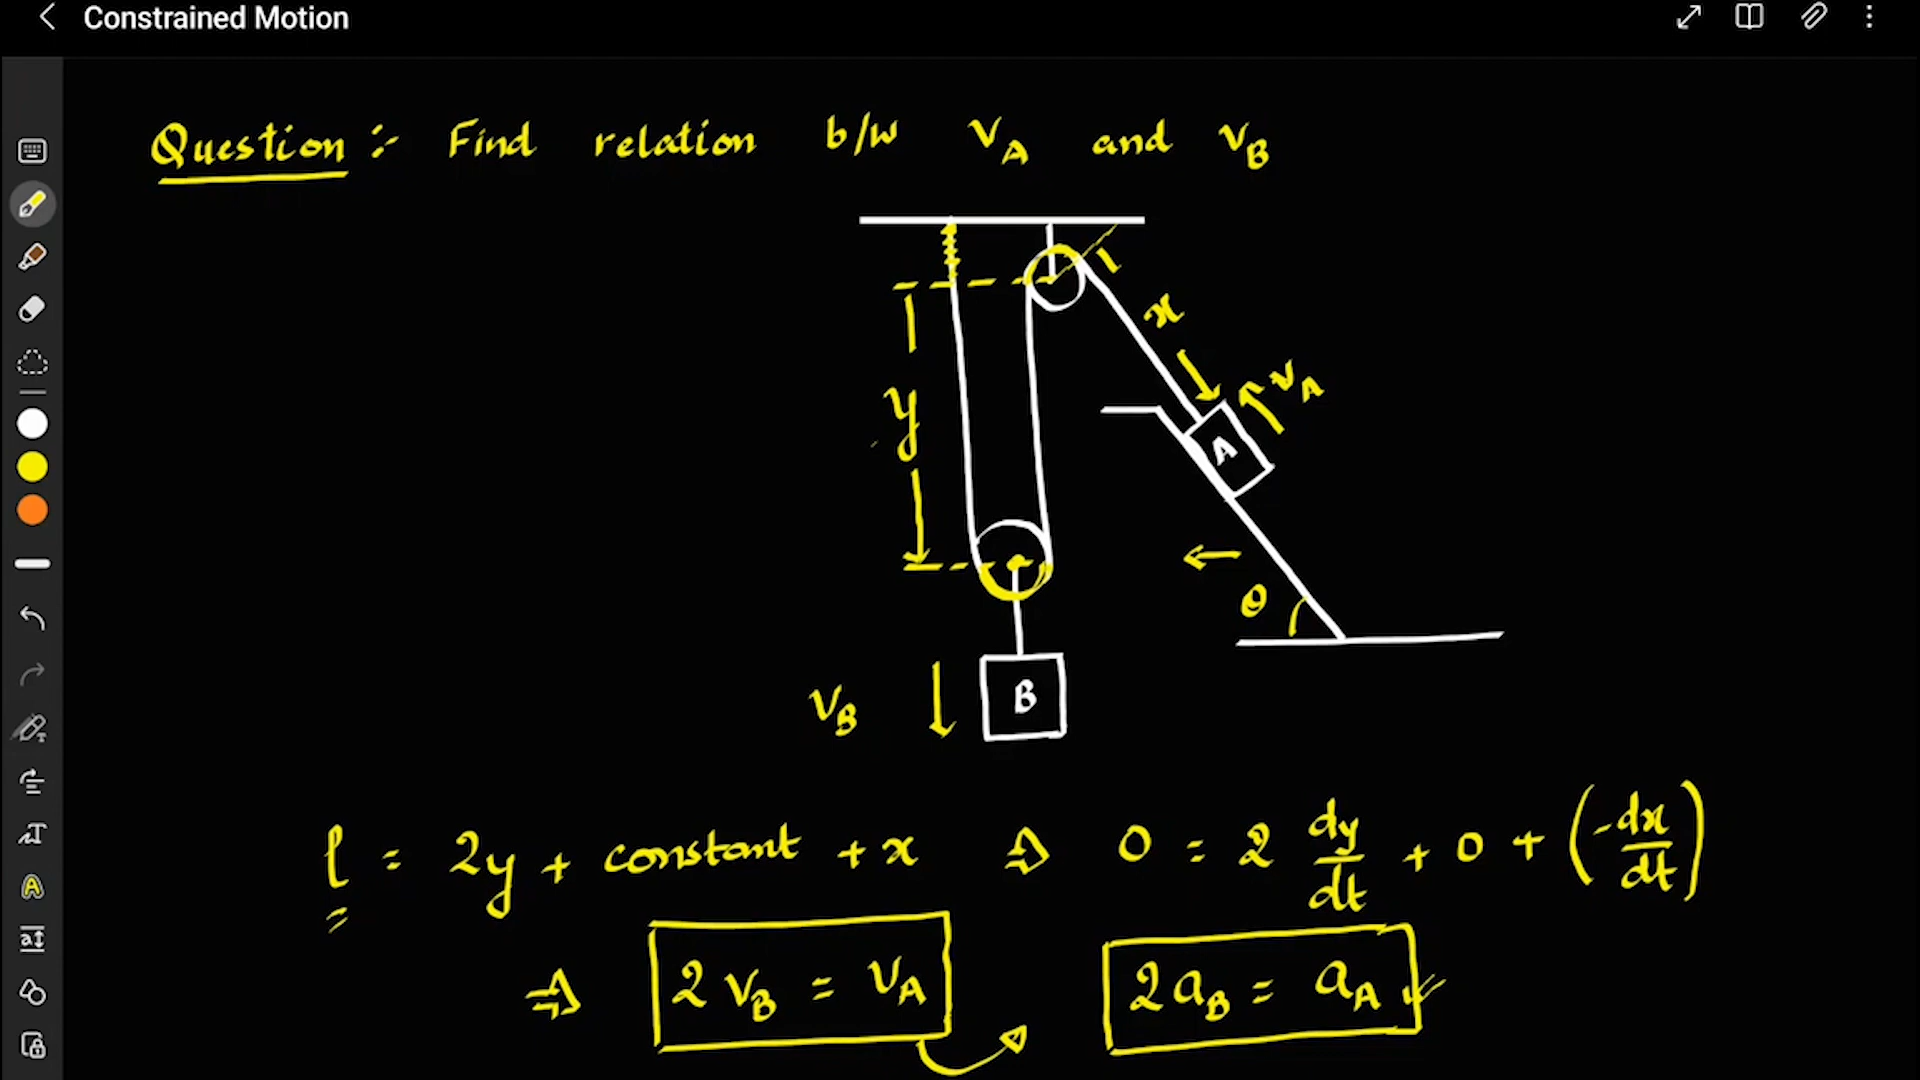 Constrained Motion
Question :- Find relation b/w VA and VB
x
VA
y
A
θ
VB
B
l = 2y + constant + x ⇒ 0 = 2 dy/dt + 0 + (-dx/dt)
⇒ 2VB = VA 2aB = aA